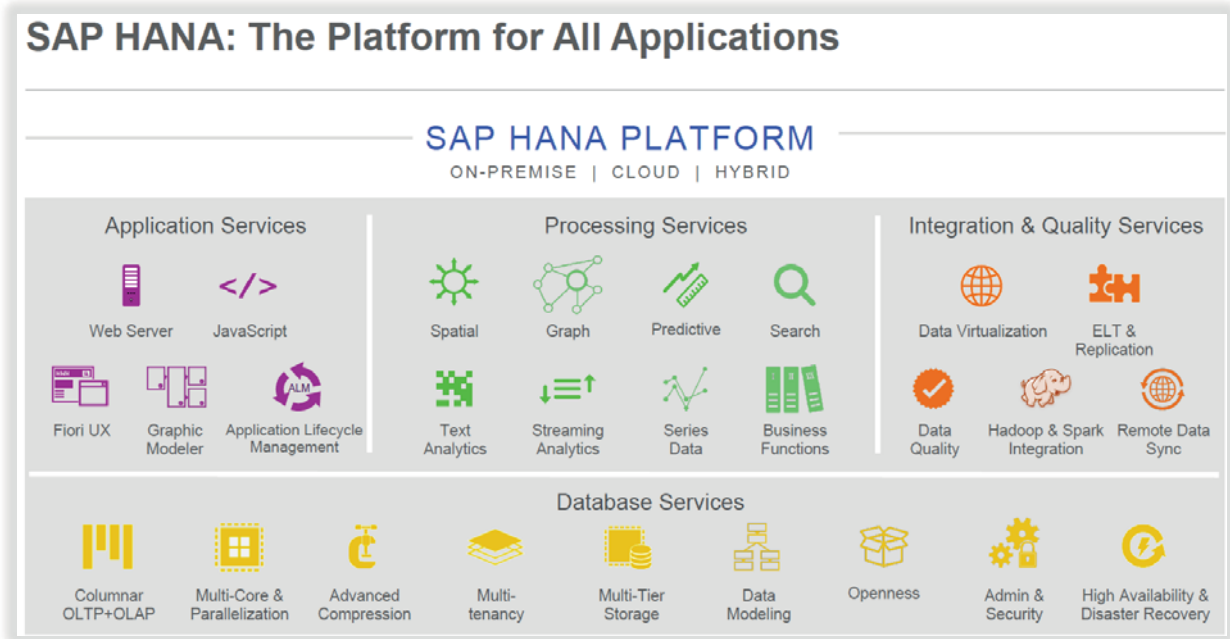 SAP HANA: The Platform for All Applications
SAP HANA PLATFORM
ON-PREMISE | CLOUD | HYBRID
Application Services
Web Server
JavaScript
</>
Fiori UX
Graphic
Modeler
ALM
Application Lifecycle
Management
Processing Services
Spatial
Graph
Predictive
Search
Text
Analytics
Streaming
Analytics
Series
Data
Business
Functions
Integration & Quality Services
Data Virtualization
ELT &
Replication
Data
Quality
Hadoop & Spark
Integration
Remote Data
Sync
Database Services
Columnar
OLTP+OLAP
Multi-Core &
Parallelization
Advanced
Compression
Multi-
tenancy
Multi-Tier
Storage
Data
Modeling
Openness
Admin &
Security
High Availability &
Disaster Recovery